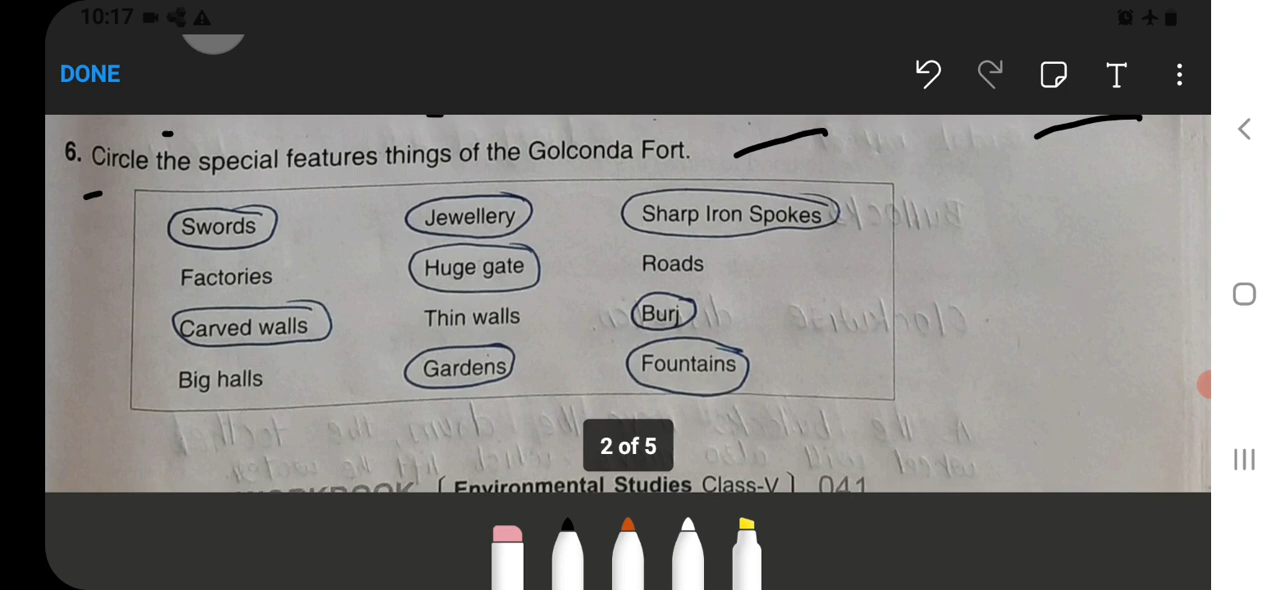 10:17
DONE
T
6. Circle the special features things of the Golconda Fort.
Swords Jewellery Sharp Iron Spokes
Factories Huge gate Roads
Carved walls Thin walls Burj
Big halls Gardens Fountains
2 of 5
WORKBOOK [ Environmental Studies Class-V ] 041